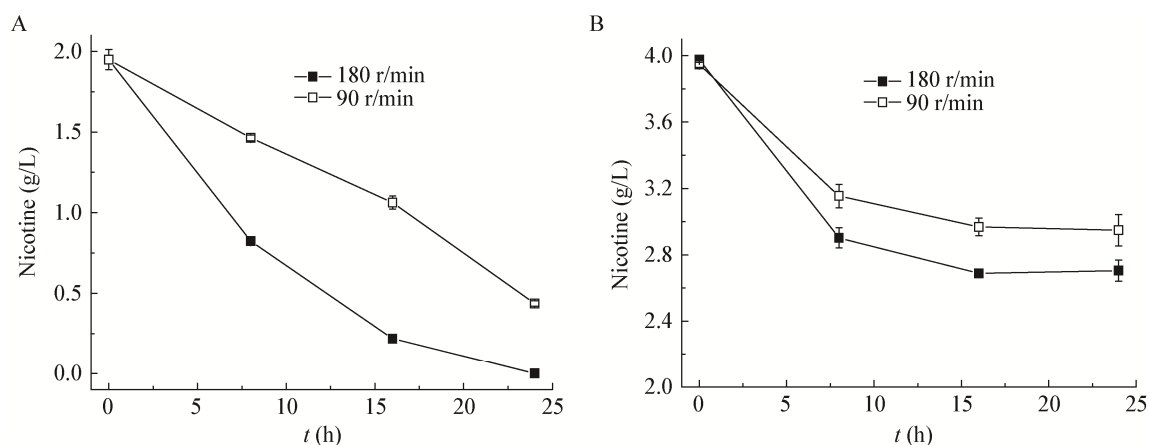 A
2.0
1.5
1.0
0.5
0.0
Nicotine (g/L)
180 r/min
90 r/min
0 5 10 15 20 25
t (h)
B
4.0
3.6
3.2
2.8
2.4
2.0
Nicotine (g/L)
180 r/min
90 r/min
0 5 10 15 20 25
t (h)